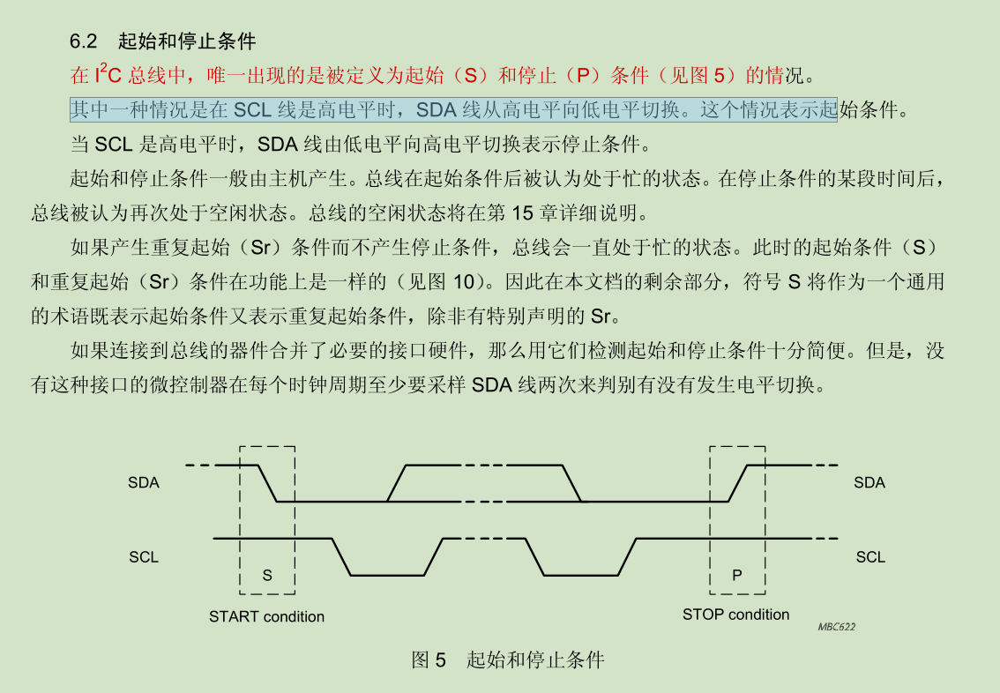 6.2 起始和停止条件
在 I²C 总线中，唯一出现的是被定义为起始（S）和停止（P）条件（见图 5）的情况。
其中一种情况是在 SCL 线是高电平时，SDA 线从高电平向低电平切换。这个情况表示起始条件。
当 SCL 是高电平时，SDA 线由低电平向高电平切换表示停止条件。
起始和停止条件一般由主机产生。总线在起始条件后被认为处于忙的状态。在停止条件的某段时间后，
总线被认为再次处于空闲状态。总线的空闲状态将在第 15 章详细说明。
如果产生重复起始（Sr）条件而不产生停止条件，总线会一直处于忙的状态。此时的起始条件（S）
和重复起始（Sr）条件在功能上是一样的（见图 10）。因此在本文档的剩余部分，符号 S 将作为一个通用
的术语既表示起始条件又表示重复起始条件，除非有特别声明的 Sr。
如果连接到总线的器件合并了必要的接口硬件，那么用它们检测起始和停止条件十分简便。但是，没
有这种接口的微控制器在每个时钟周期至少要采样 SDA 线两次来判别有没有发生电平切换。
SDA SDA
SCL SCL
S P
START condition STOP condition
MBC622
图 5 起始和停止条件